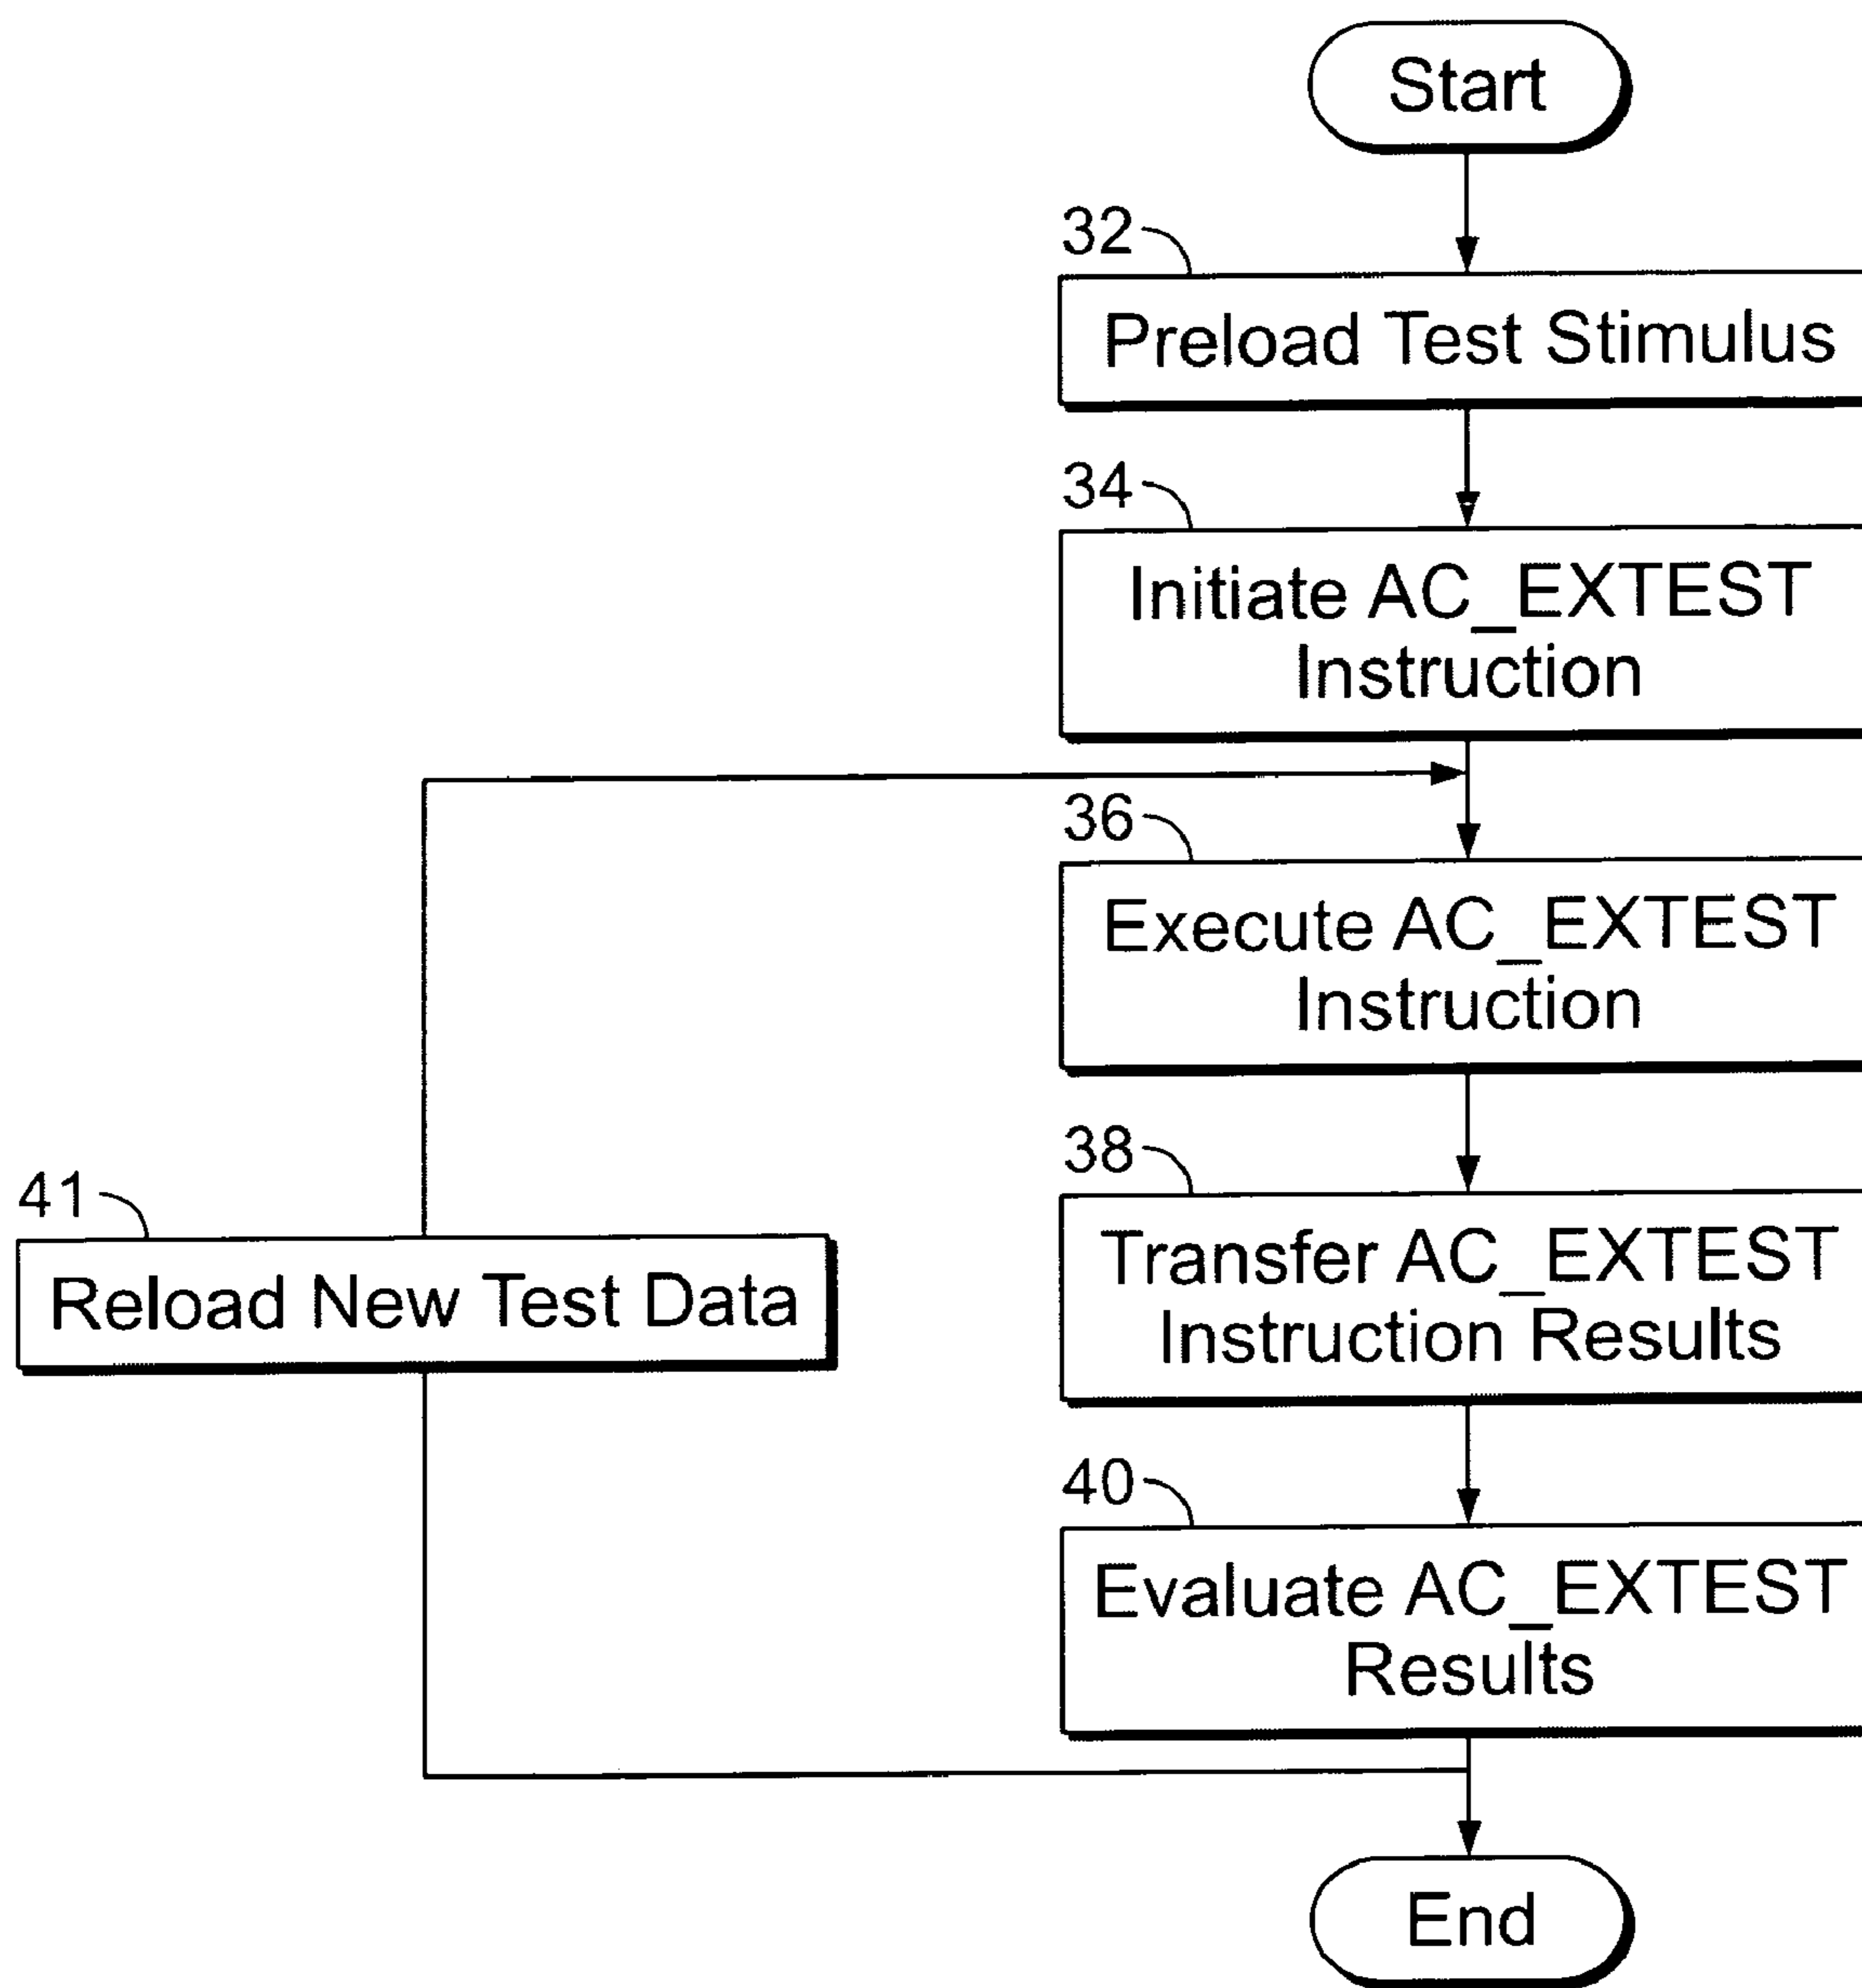 Start
32
Preload Test Stimulus
34
Initiate AC_EXTEST
Instruction
36
Execute AC_EXTEST
Instruction
38
Transfer AC_EXTEST
Instruction Results
41
Reload New Test Data
40
Evaluate AC_EXTEST
Results
End